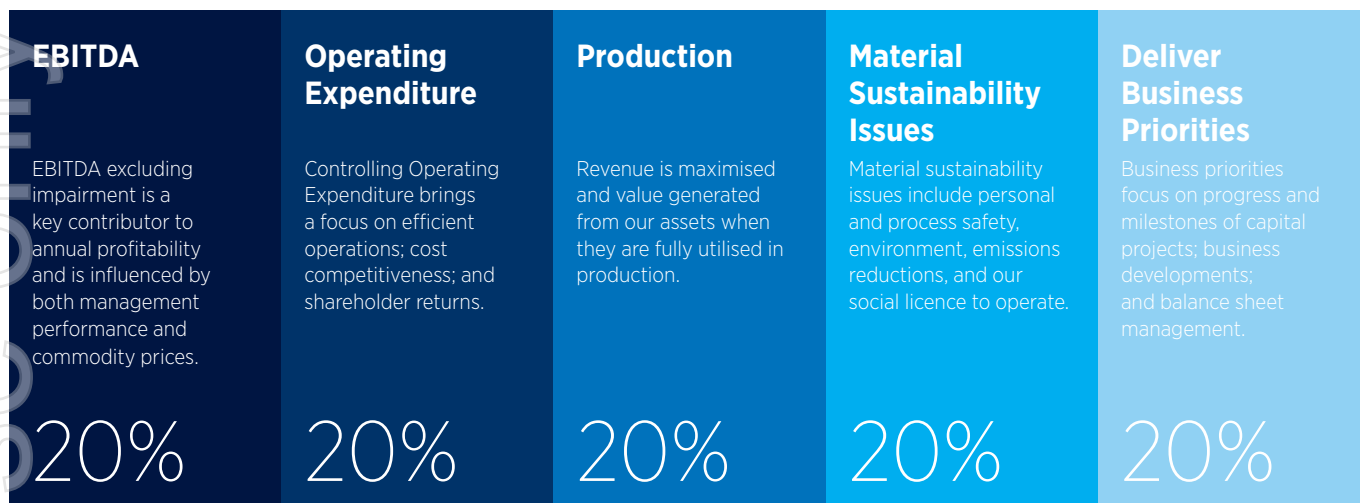 EBITDA
EBITDA excluding
impairment is a
key contributor to
annual profitability
and is influenced by
both management
performance and
commodity prices.
20%
Operating
Expenditure
Controlling Operating
Expenditure brings
a focus on efficient
operations; cost
competitiveness; and
shareholder returns.
20%
Production
Revenue is maximised
and value generated
from our assets when
they are fully utilised in
production.
20%
Material
Sustainability
Issues
Material sustainability
issues include personal
and process safety,
environment, emissions
reductions, and our
social licence to operate.
20%
Deliver
Business
Priorities
Business priorities
focus on progress and
milestones of capital
projects; business
developments;
and balance sheet
management.
20%